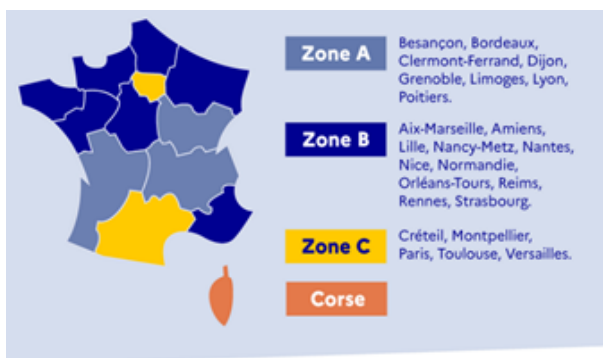 Zone A
Besançon, Bordeaux,
Clermont-Ferrand, Dijon,
Grenoble, Limoges, Lyon,
Poitiers.
Zone B
Aix-Marseille, Amiens,
Lille, Nancy-Metz, Nantes,
Nice, Normandie,
Orléans-Tours, Reims,
Rennes, Strasbourg.
Zone C
Créteil, Montpellier,
Paris, Toulouse, Versailles.
Corse